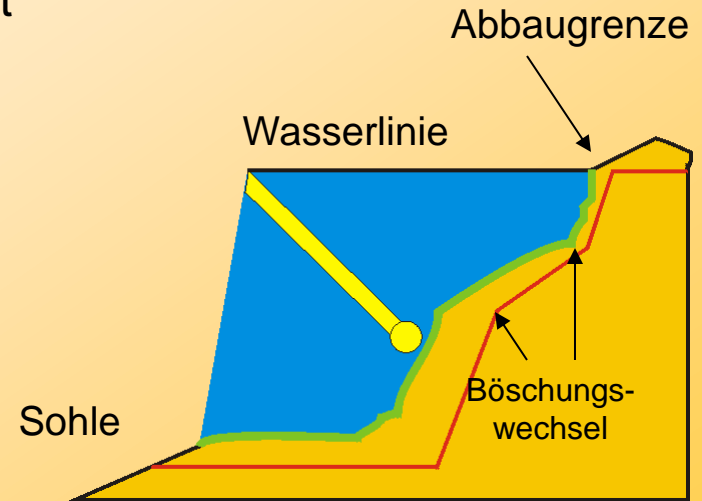 t
Abbaugrenze
Wasserlinie
Böschungs-
wechsel
Sohle